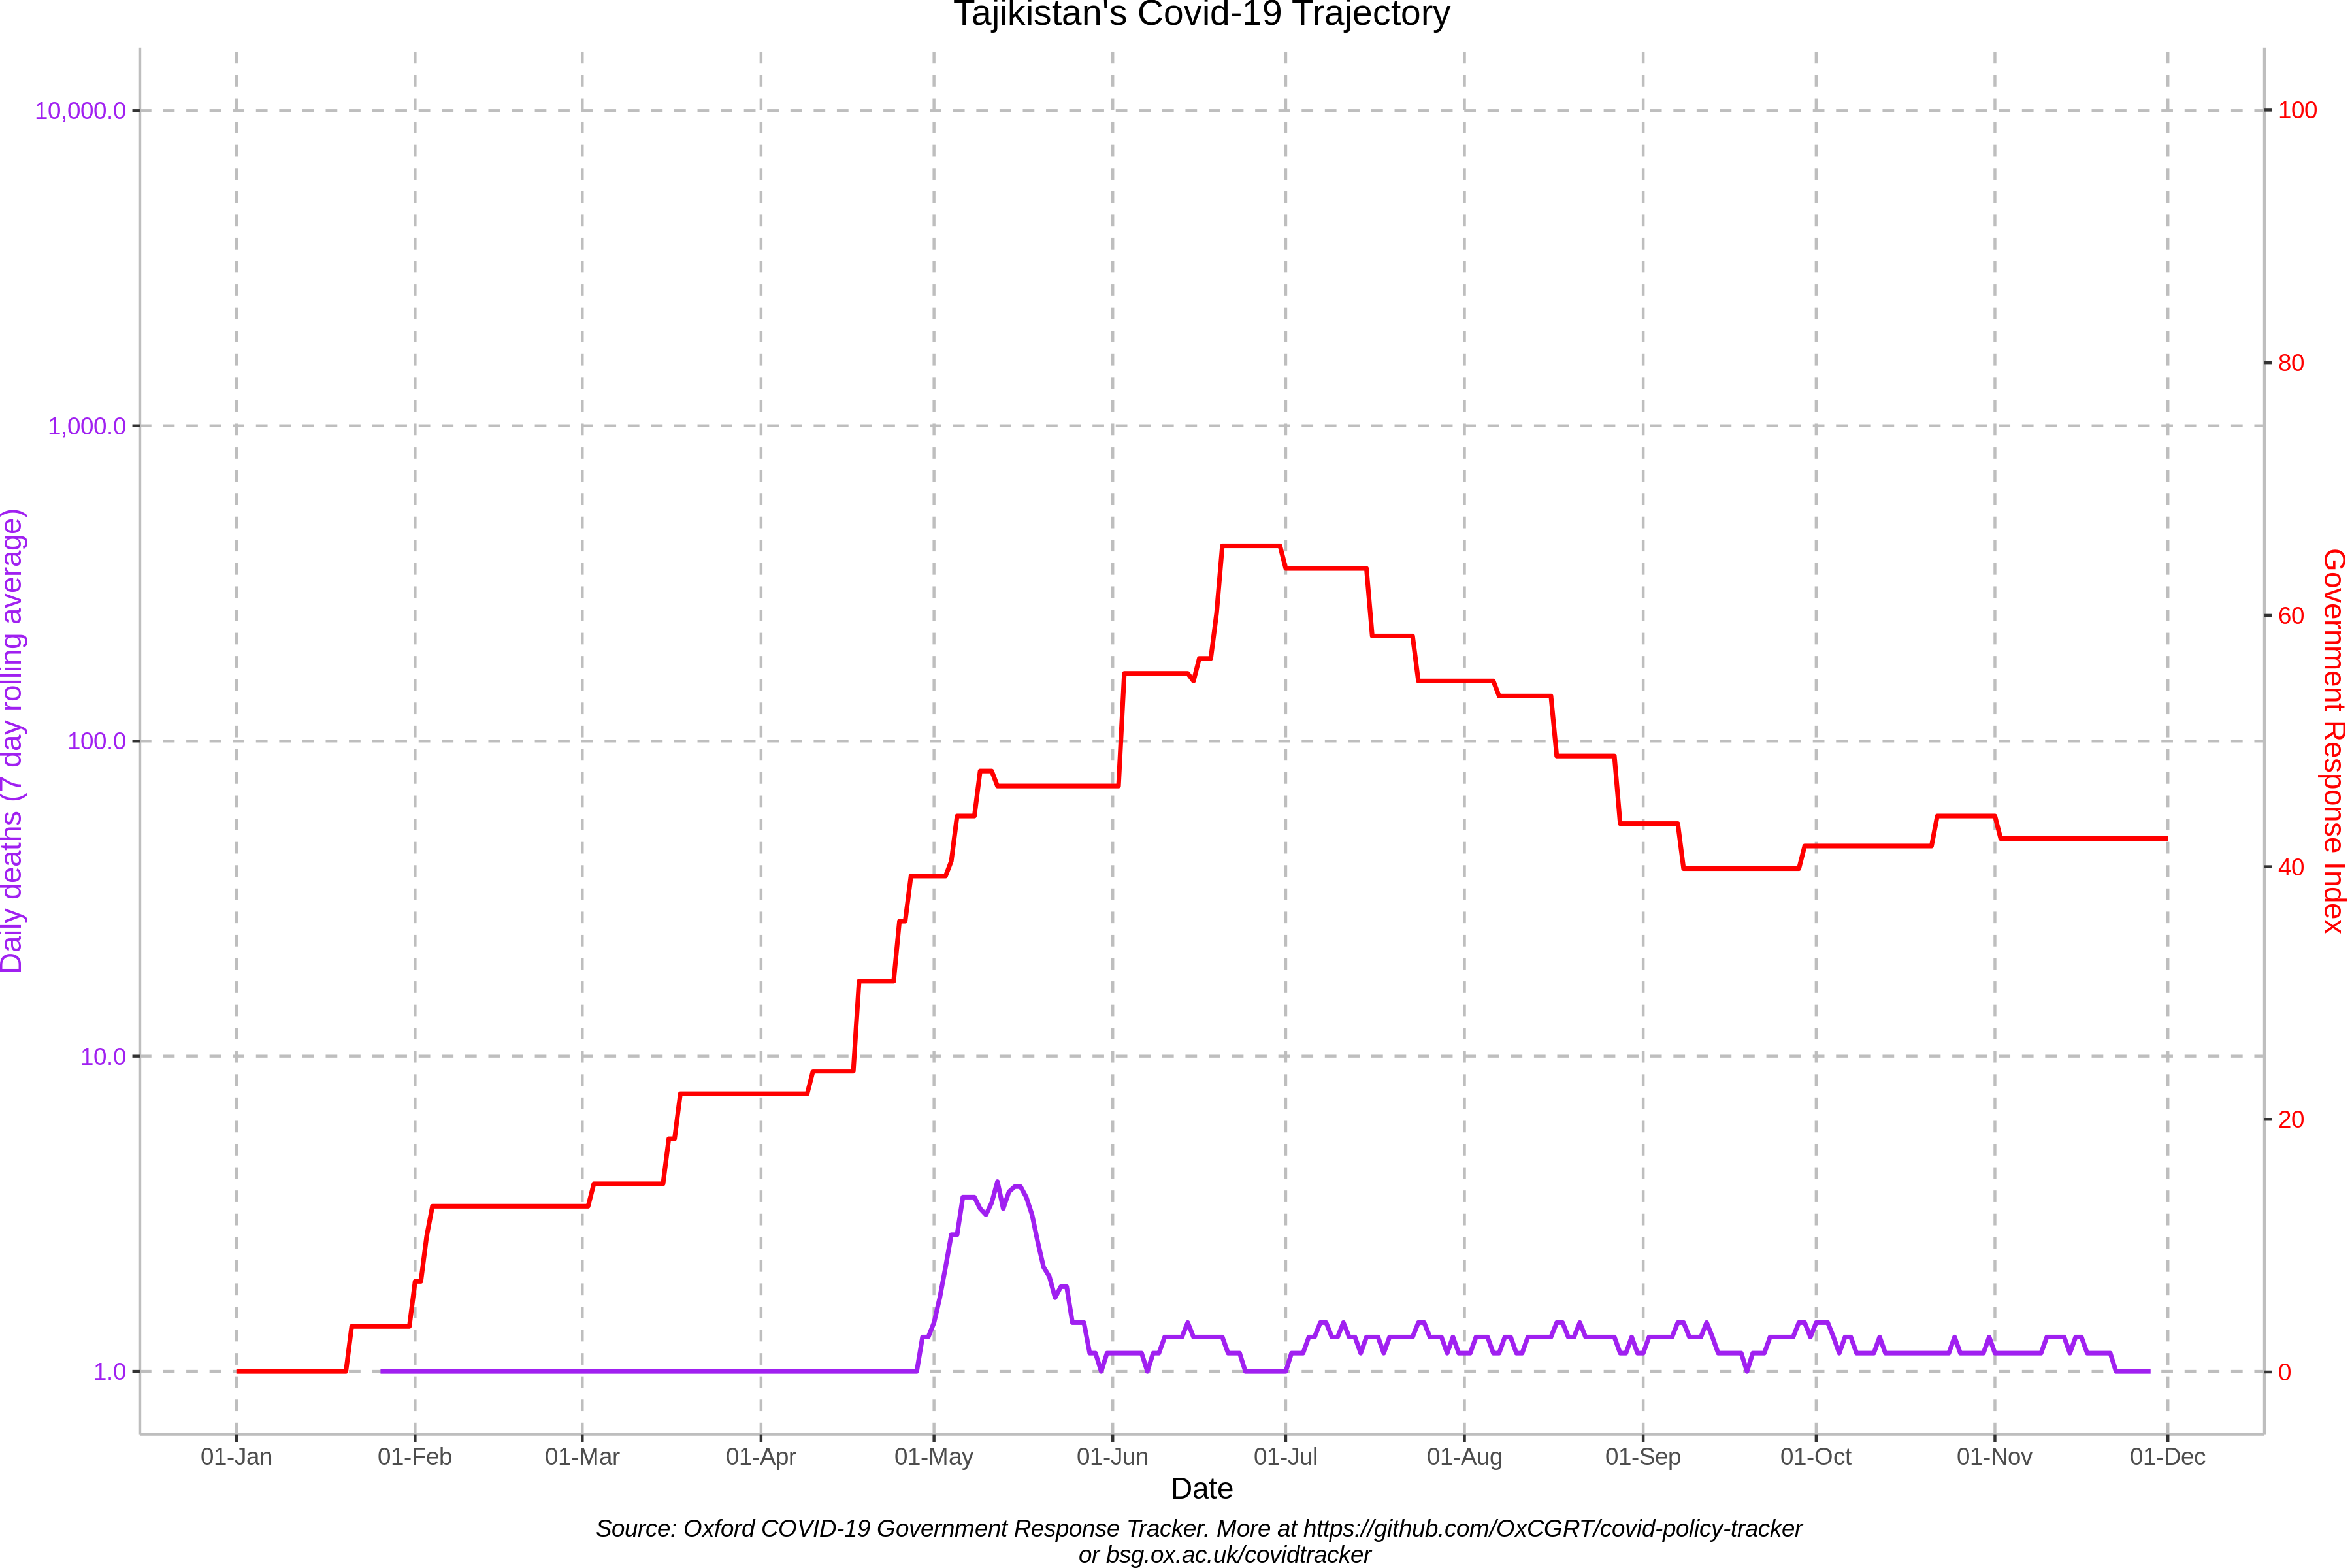 Tajikistan's Covid-19 Trajectory
10,000.0
1,000.0
100.0
10.0
1.0
Daily deaths (7 day rolling average)
100
80
60
40
20
0
Government Response Index
01-Jan 01-Feb 01-Mar 01-Apr 01-May 01-Jun 01-Jul 01-Aug 01-Sep 01-Oct 01-Nov 01-Dec
Date
Source: Oxford COVID-19 Government Response Tracker. More at https://github.com/OxCGRT/covid-policy-tracker
or bsg.ox.ac.uk/covidtracker